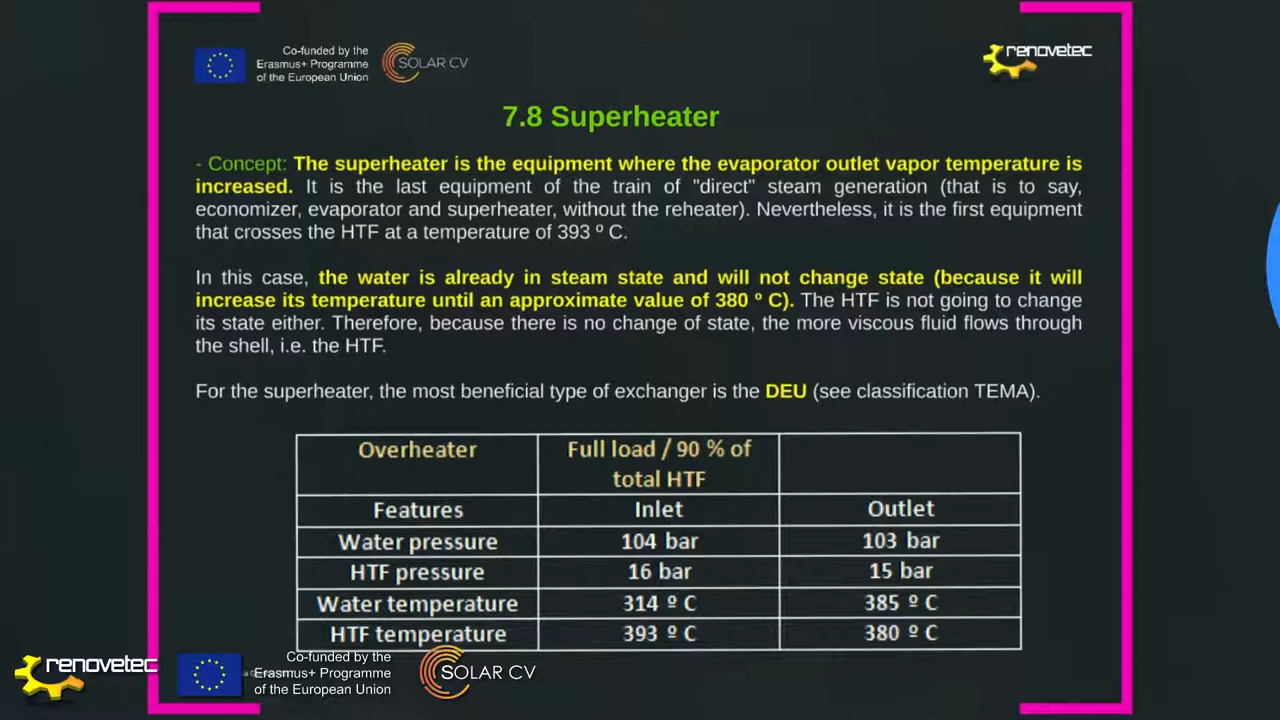 Co-funded by the
Erasmus+ Programme
of the European Union
SOLAR CV
renovetec
7.8 Superheater
- Concept: The superheater is the equipment where the evaporator outlet vapor temperature is
increased. It is the last equipment of the train of "direct" steam generation (that is to say,
economizer, evaporator and superheater, without the reheater). Nevertheless, it is the first equipment
that crosses the HTF at a temperature of 393 º C.
In this case, the water is already in steam state and will not change state (because it will
increase its temperature until an approximate value of 380 º C). The HTF is not going to change
its state either. Therefore, because there is no change of state, the more viscous fluid flows through
the shell, i.e. the HTF.
For the superheater, the most beneficial type of exchanger is the DEU (see classification TEMA).
Overheater Full load / 90 % of
total HTF
Features Inlet Outlet
Water pressure 104 bar 103 bar
HTF pressure 16 bar 15 bar
Water temperature 314 º C 385 º C
HTF temperature 393 º C 380 º C
renovetec
Co-funded by the
Erasmus+ Programme
of the European Union
SOLAR CV